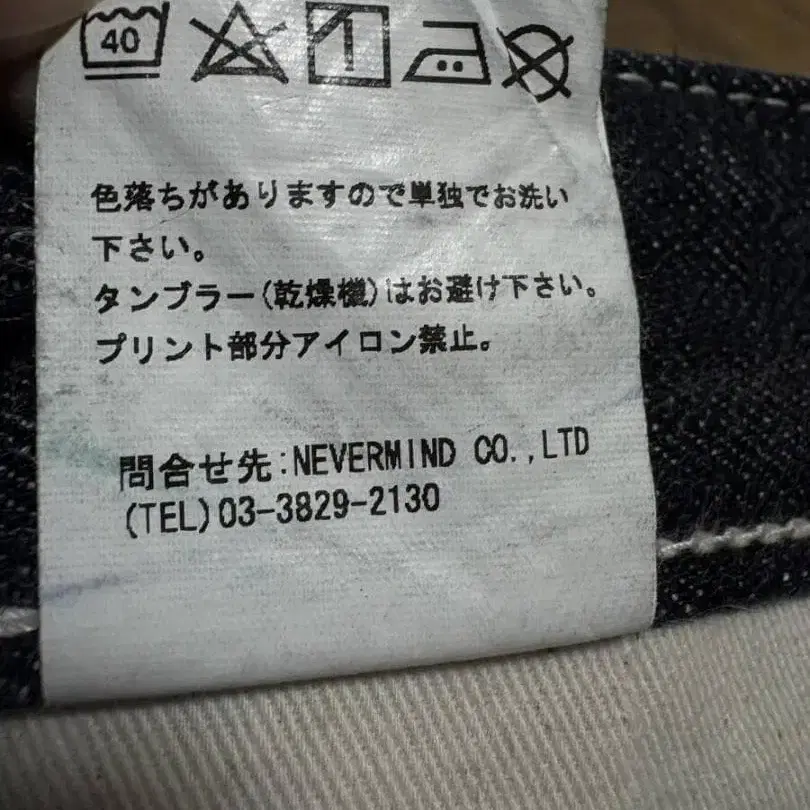 40
色落ちがありますので単独でお洗い
下さい。
タンブラー(乾燥機)はお避け下さい。
プリント部分アイロン禁止。
問合せ先:NEVERMIND CO.,LTD
(TEL)03-3829-2130